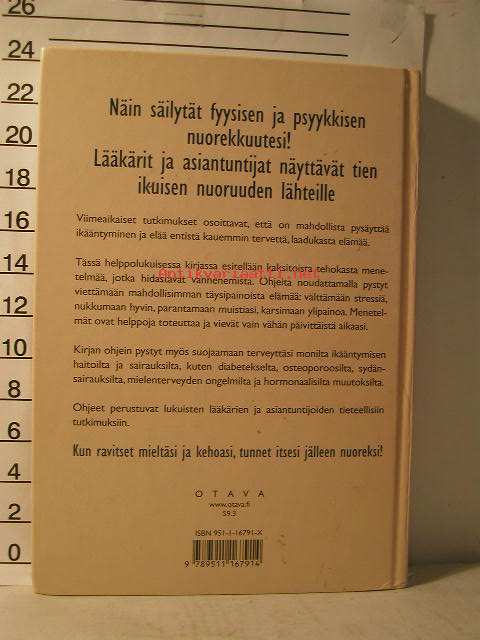 26
24
22
20
18
16
14
12
10
8
6
4
2
0
Näin säilytät fyysisen ja psyykkisen
nuorekkuutesi!
Lääkärit ja asiantuntijat näyttävät tien
ikuisen nuoruuden lähteille
Viimeaikaiset tutkimukset osoittavat, että on mahdollista pysäyttää
ikääntyminen ja elää entistä kauemmin tervettä, laadukasta elämää.
Tässä helppolukuisessa kirjassa esitellään kaksitoista tehokasta mene-
telmää, jotka hidastavat vanhenemista. Ohjeita noudattamalla pystyt
viettämään mahdollisimman täysipainoista elämää: välttämään stressiä,
nukkumaan hyvin, parantamaan muistiasi, karsimaan ylipainoa. Menetel-
mät ovat helppoja toteuttaa ja vievät vain vähän päivittäistä aikaasi.
Kirjan ohjein pystyt myös suojaamaan terveyttäsi monilta ikääntymisen
haitoilta ja sairauksilta, kuten diabetekselta, osteoporoosilta, sydän-
sairauksilta, mielenterveyden ongelmilta ja hormonaalisilta muutoksilta.
Ohjeet perustuvat lukuisten lääkärien ja asiantuntijoiden tieteellisiin
tutkimuksiin.
Kun ravitset mieltäsi ja kehoasi, tunnet itsesi jälleen nuoreksi!
OTAVA
www.otava.fi
59.3
ISBN 951-1-16791-X
9 789511 167914
Antikvariaatti.net